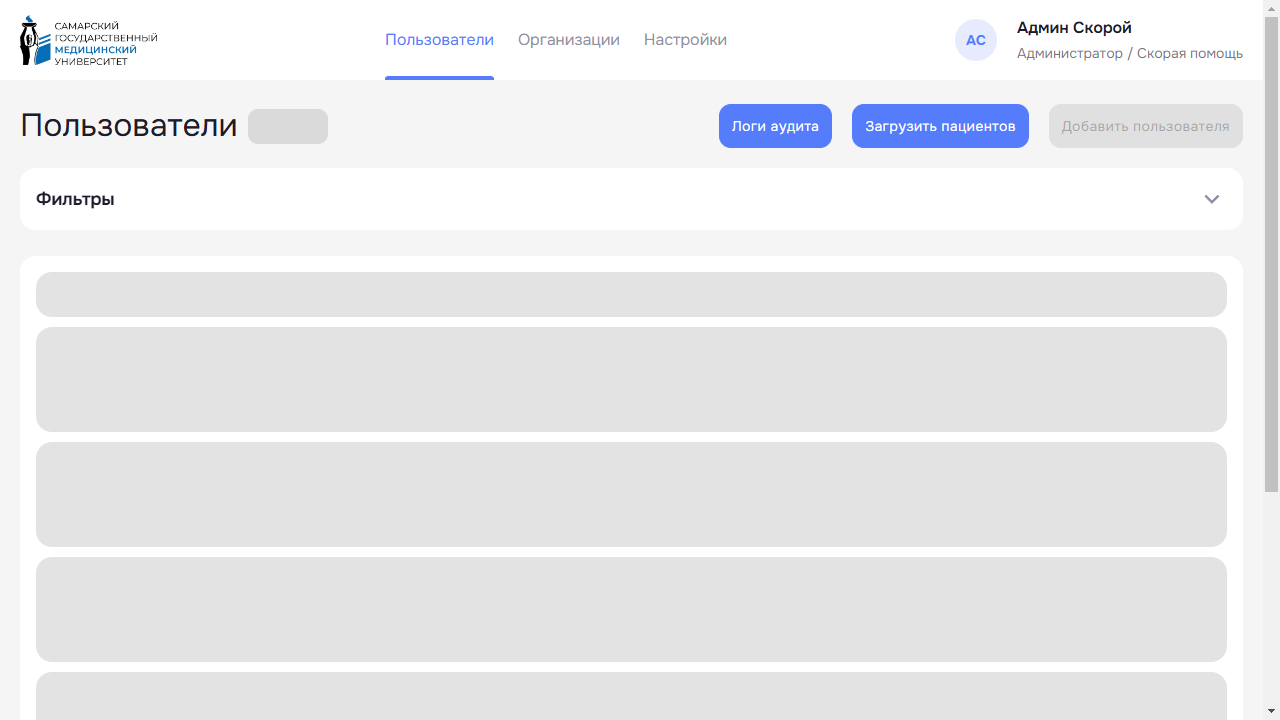 САМАРСКИЙ
ГОСУДАРСТВЕННЫЙ
МЕДИЦИНСКИЙ
УНИВЕРСИТЕТ
Пользователи
Организации
Настройки
АС
Админ Скорой
Администратор / Скорая помощь
Пользователи
Логи аудита
Загрузить пациентов
Добавить пользователя
Фильтры